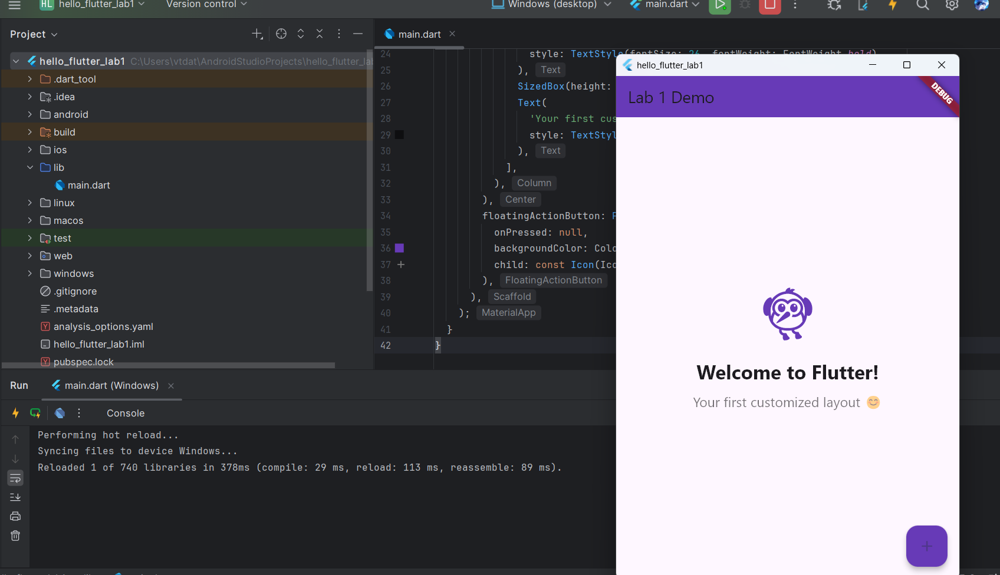 HL hello_flutter_lab1 Version control Windows (desktop) main.dart
Project
main.dart
hello_flutter_lab1 C:\Users\vtdat\AndroidStudioProjects\hello_flutter_la
.dart_tool
.idea
android
build
ios
lib
main.dart
linux
macos
test
web
windows
.gitignore
.metadata
analysis_options.yaml
hello_flutter_lab1.iml
pubspec.lock
24 style: TextStyle(fontSize: 26, fontWeight: FontWeight.bold)
25 ), Text
26 SizedBox(height:
27 Text(
28 'Your first cus
29 style: TextStyl
30 ), Text
31 ],
32 ), Column
33 ), Center
34 floatingActionButton: F
35 onPressed: null,
36 backgroundColor: Colo
37 child: const Icon(Ico
38 ), FloatingActionButton
39 ), Scaffold
40 ); MaterialApp
41 }
42 }
hello_flutter_lab1
Lab 1 Demo
DEBUG
Welcome to Flutter!
Your first customized layout 😊
+
Run main.dart (Windows)
Console
Performing hot reload...
Syncing files to device Windows...
Reloaded 1 of 740 libraries in 378ms (compile: 29 ms, reload: 113 ms, reassemble: 89 ms).